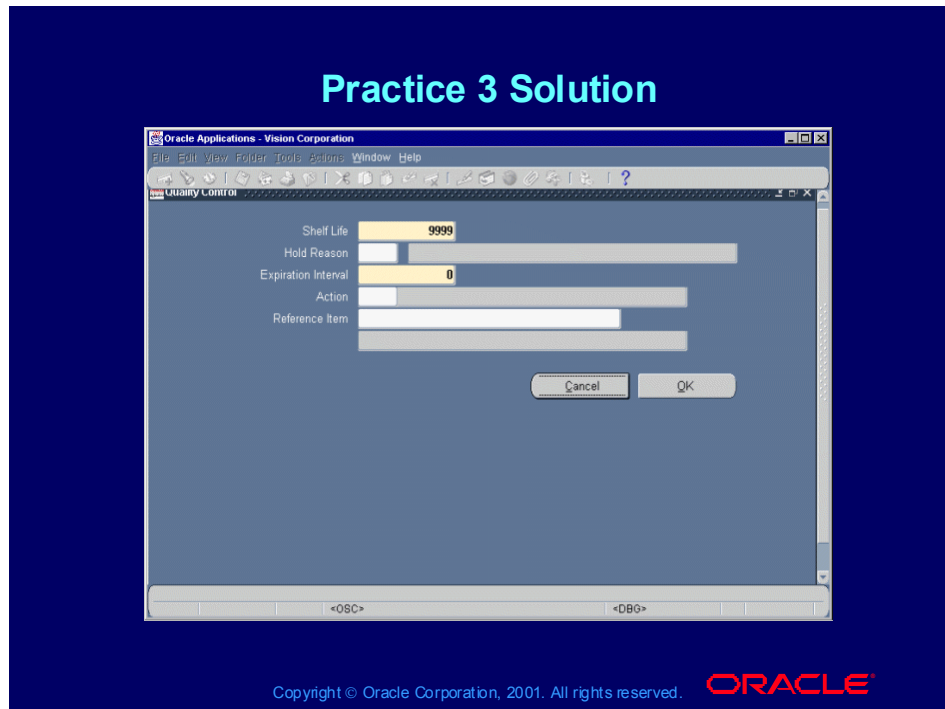 Practice 3 Solution
Oracle Applications - Vision Corporation
File Edit View Folder Tools Actions Window Help
Quality Control
Shelf Life 9999
Hold Reason
Expiration Interval 0
Action
Reference Item
Cancel OK
<OSC> <DBG>
Copyright © Oracle Corporation, 2001. All rights reserved. ORACLE